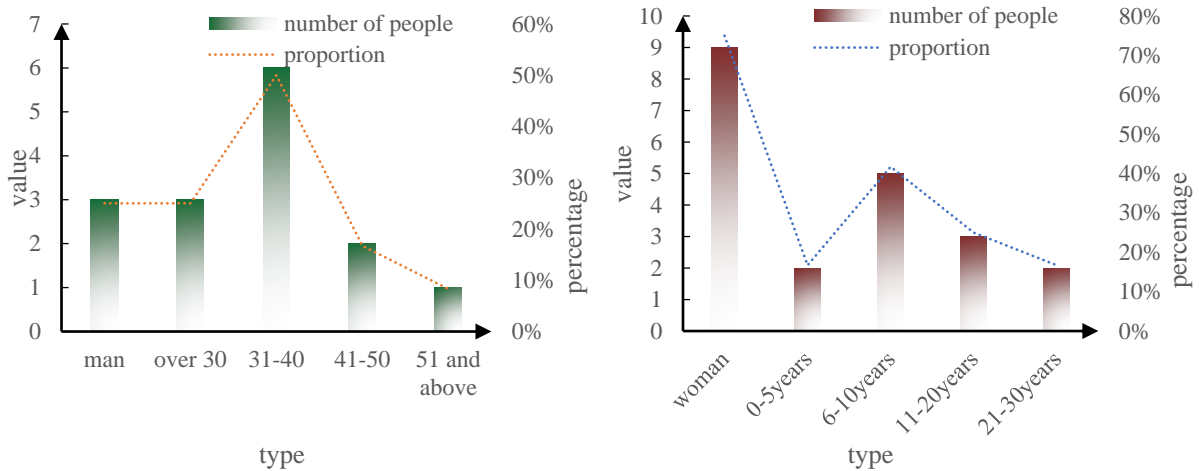 number of people
proportion
7
6
5
4
3
2
1
0
value
60%
50%
40%
30%
20%
10%
0%
percentage
man
over 30
31-40
41-50
51 and
above
type
number of people
proportion
10
9
8
7
6
5
4
3
2
1
0
value
80%
70%
60%
50%
40%
30%
20%
10%
0%
percentage
woman
0-5years
6-10years
11-20years
21-30years
type